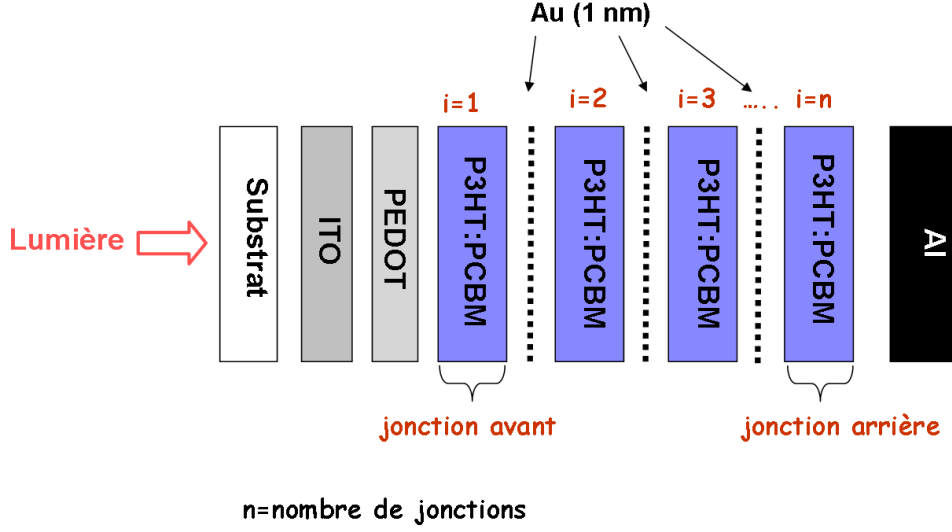 Au (1 nm)
i=1
i=2
i=3
.....
i=n
Lumière
Substrat
ITO
PEDOT
P3HT:PCBM
P3HT:PCBM
P3HT:PCBM
P3HT:PCBM
Al
jonction avant
jonction arrière
n=nombre de jonctions